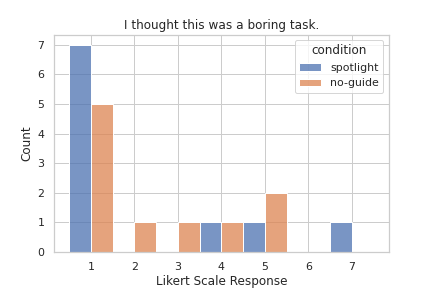 I thought this was a boring task.
condition
spotlight
no-guide
7
6
5
4
3
2
1
0
Count
1 2 3 4 5 6 7
Likert Scale Response